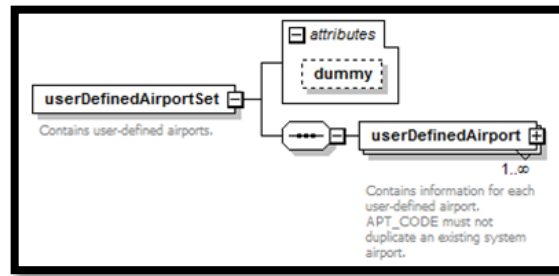 attributes
dummy
userDefinedAirportSet
Contains user-defined airports.
userDefinedAirport
1..∞
Contains information for each
user-defined airport.
APT_CODE must not
duplicate an existing system
airport.